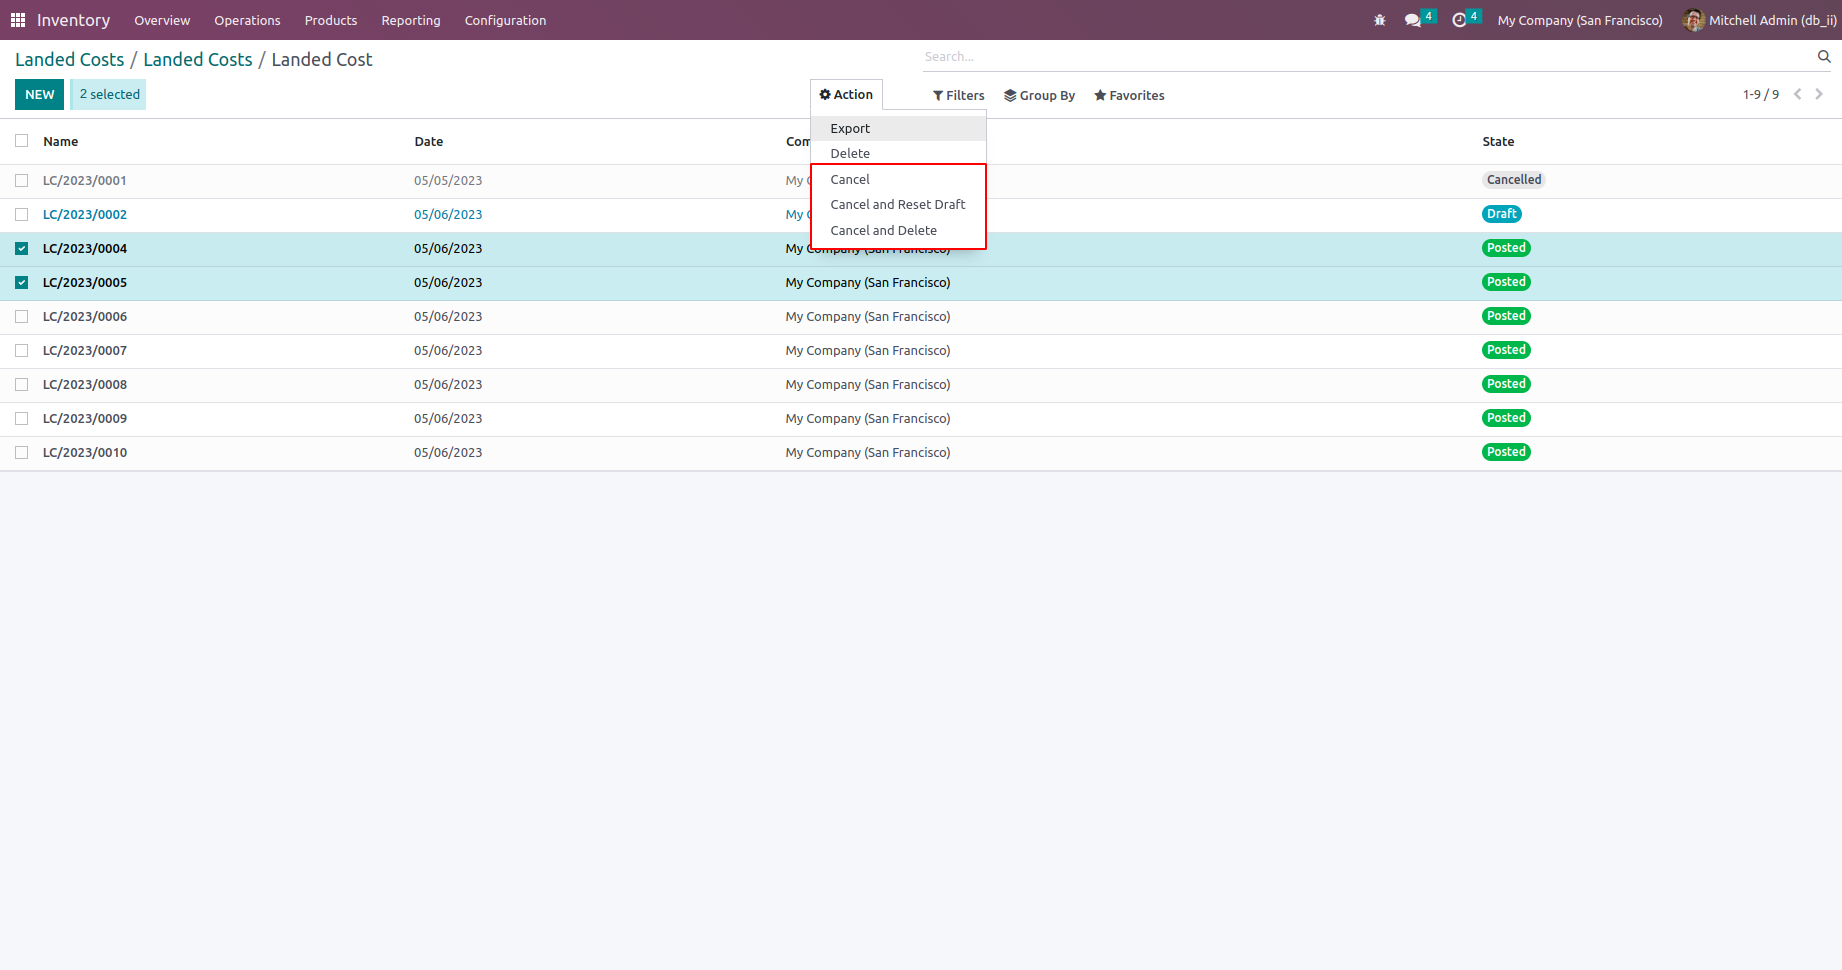 Inventory Overview Operations Products Reporting Configuration 4 4 My Company (San Francisco) Mitchell Admin (db_ii)
Landed Costs / Landed Costs / Landed Cost Search...
NEW 2 selected Action Filters Group By Favorites 1-9 / 9
Export
Delete
Cancel
Cancel and Reset Draft
Cancel and Delete
Name Date Com State
LC/2023/0001 05/05/2023 My Cancelled
LC/2023/0002 05/06/2023 My Draft
LC/2023/0004 05/06/2023 My Company (San Francisco) Posted
LC/2023/0005 05/06/2023 My Company (San Francisco) Posted
LC/2023/0006 05/06/2023 My Company (San Francisco) Posted
LC/2023/0007 05/06/2023 My Company (San Francisco) Posted
LC/2023/0008 05/06/2023 My Company (San Francisco) Posted
LC/2023/0009 05/06/2023 My Company (San Francisco) Posted
LC/2023/0010 05/06/2023 My Company (San Francisco) Posted